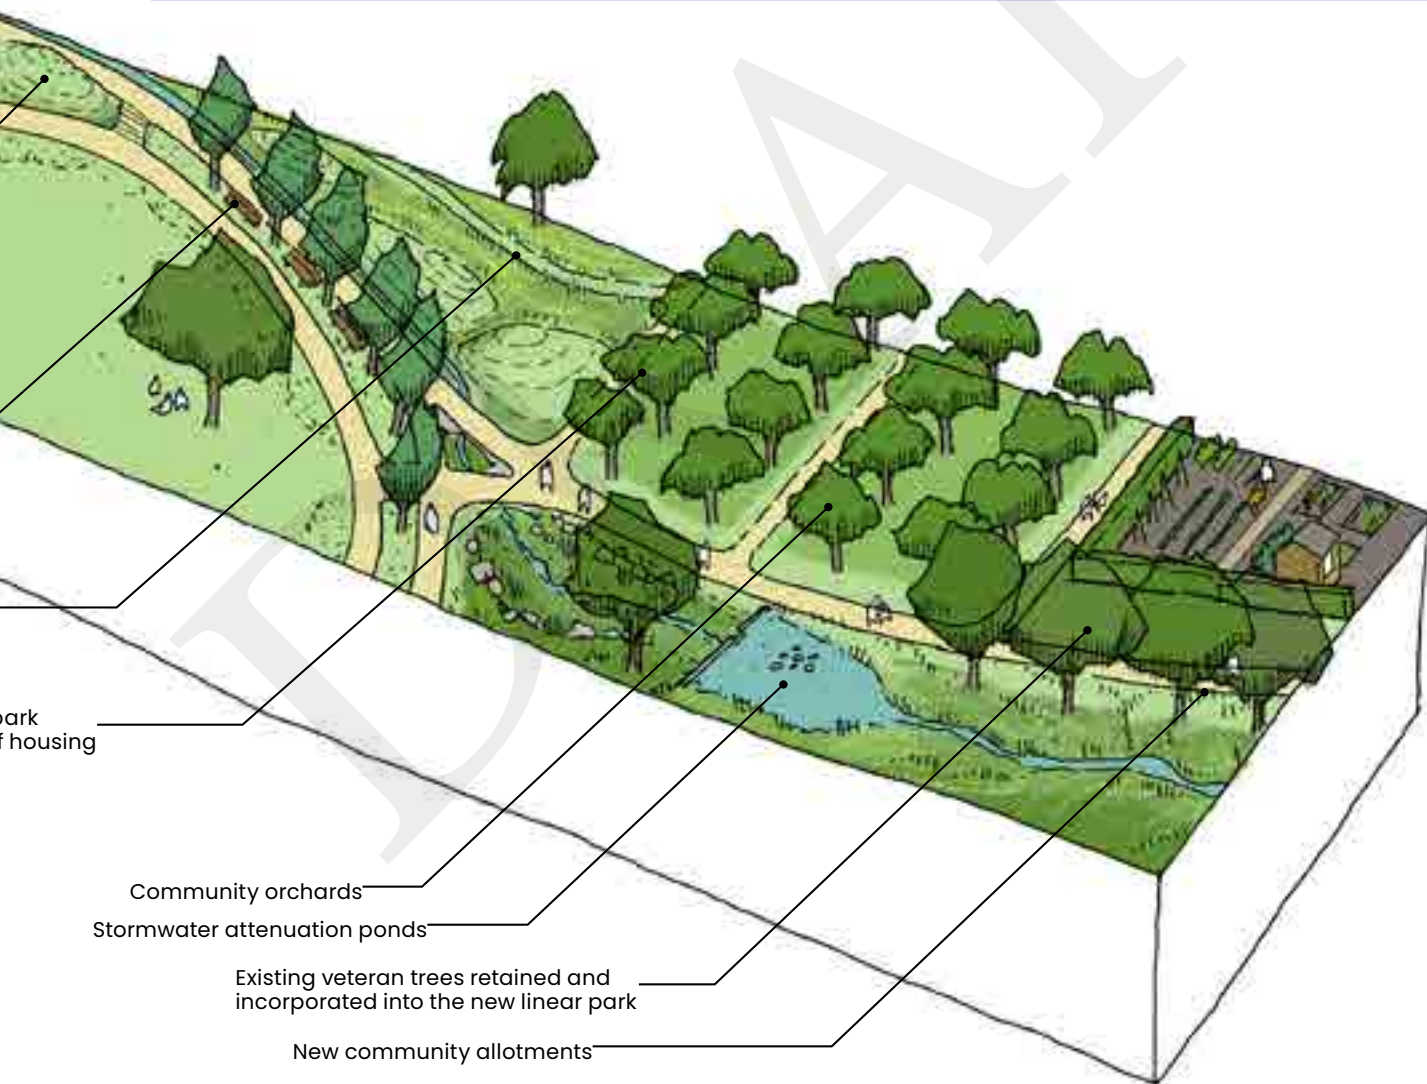 park
f housing
Community orchards
Stormwater attenuation ponds
Existing veteran trees retained and
incorporated into the new linear park
New community allotments